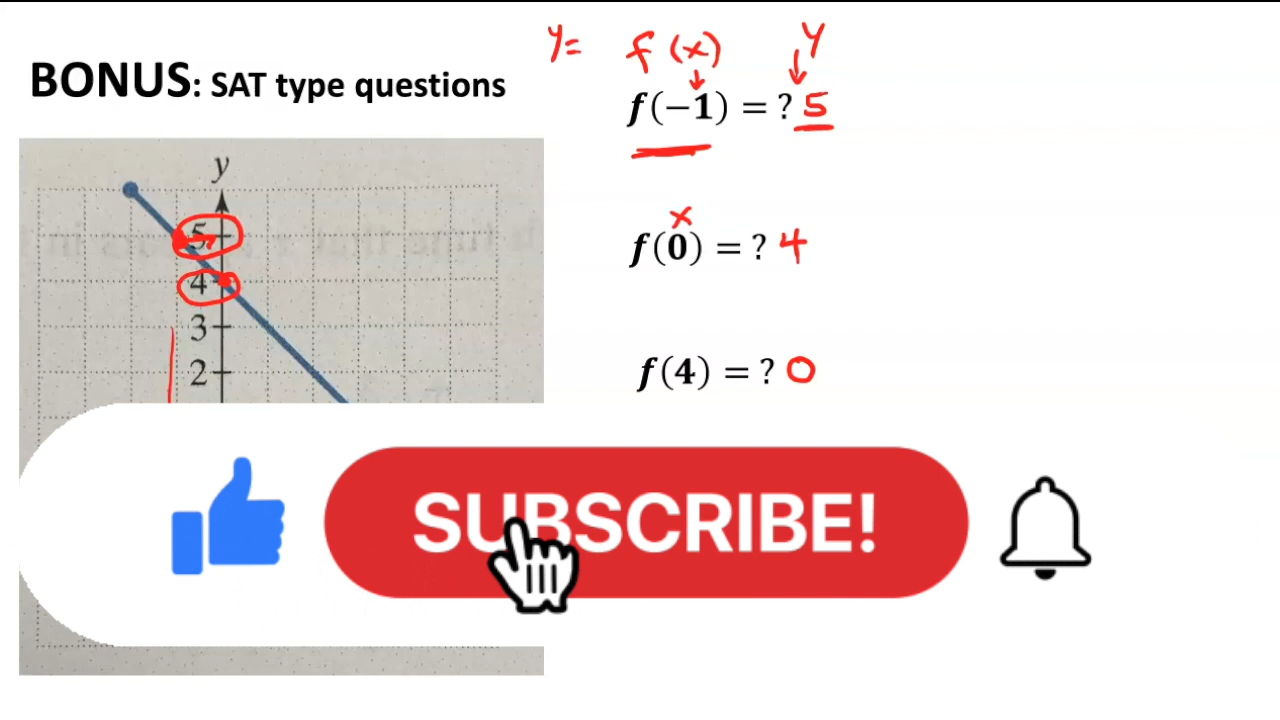 y= f(x) y
BONUS: SAT type questions
f(−1) = ? 5
y
5
4
3
2
x
f(0) = ? 4
f(4) = ? 0
SUBSCRIBE!